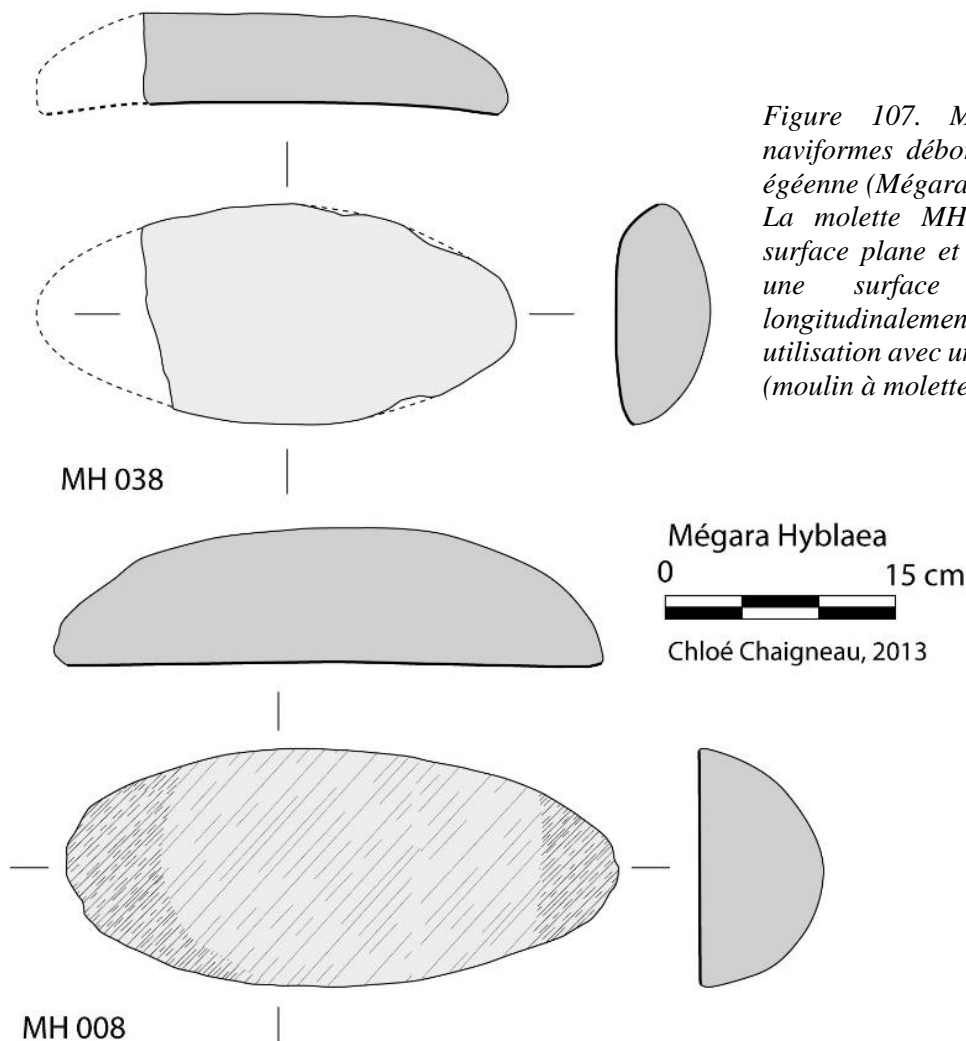 Figure 107. M
naviformes débo
égéenne (Mégara
La molette MH
surface plane et
une surface
longitudinalemen
utilisation avec un
(moulin à molette
MH 038
Mégara Hyblaea
0 15 cm
Chloé Chaigneau, 2013
MH 008